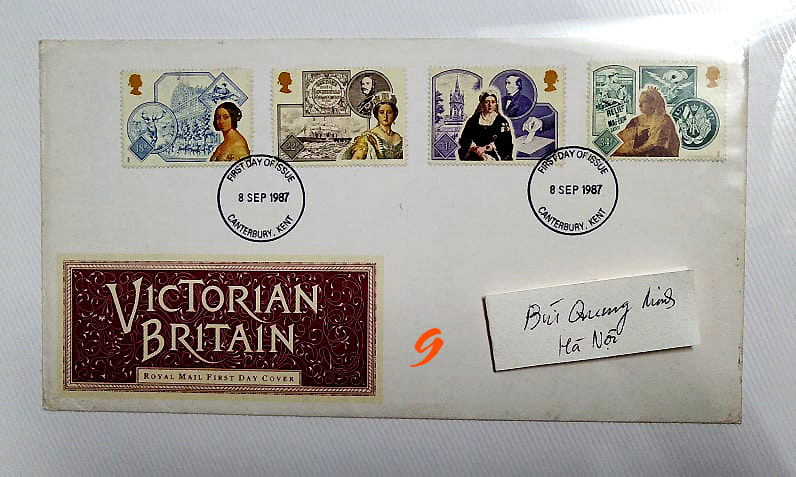 FIRST DAY OF ISSUE
8 SEP 1987
CANTERBURY, KENT
FIRST DAY OF ISSUE
8 SEP 1987
CANTERBURY, KENT
VICTORIAN
BRITAIN
ROYAL MAIL FIRST DAY COVER
9
Bùi Quang Minh
Hà Nội